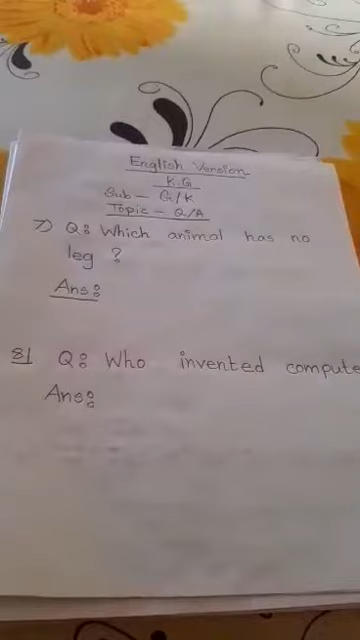 English Version
K.G
Sub - G/K
Topic - Q/A
7) Q: Which animal has no
leg ?
Ans:
8) Q: Who invented compute
Ans: